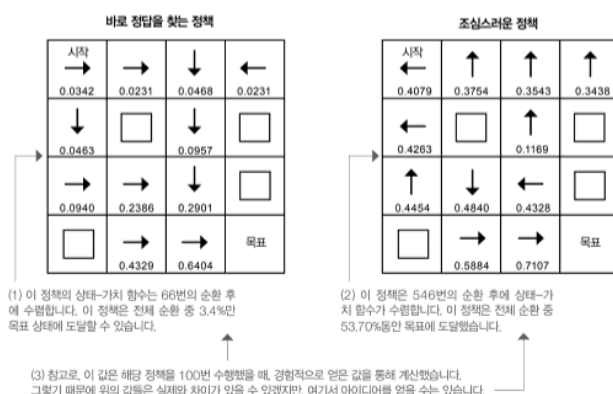 바로 정답을 찾는 정책
조심스러운 정책
시작
0.0342 0.0231 0.0468 0.0231
0.0463 0.0957
0.0940 0.2386 0.2901
목표
0.4329 0.6404
시작
0.4079 0.3754 0.3543 0.3438
0.4263 0.1169
0.4454 0.4840 0.4328
목표
0.5884 0.7107
(1) 이 정책의 상태-가치 함수는 66번의 순환 후
에 수렴합니다. 이 정책은 전체 순환 중 3.4%만
목표 상태에 도달할 수 있습니다.
(2) 이 정책은 546번의 순환 후에 상태-가
치 함수가 수렴합니다. 이 정책은 전체 순환 중
53.70%동안 목표에 도달했습니다.
(3) 참고로, 이 값은 해당 정책을 100번 수행했을 때, 경험적으로 얻은 값을 통해 계산했습니다.
그렇기 때문에 위의 값들은 실제와 차이가 있을 수 있겠지만, 여기서 아이디어를 얻을 수는 있습니다.